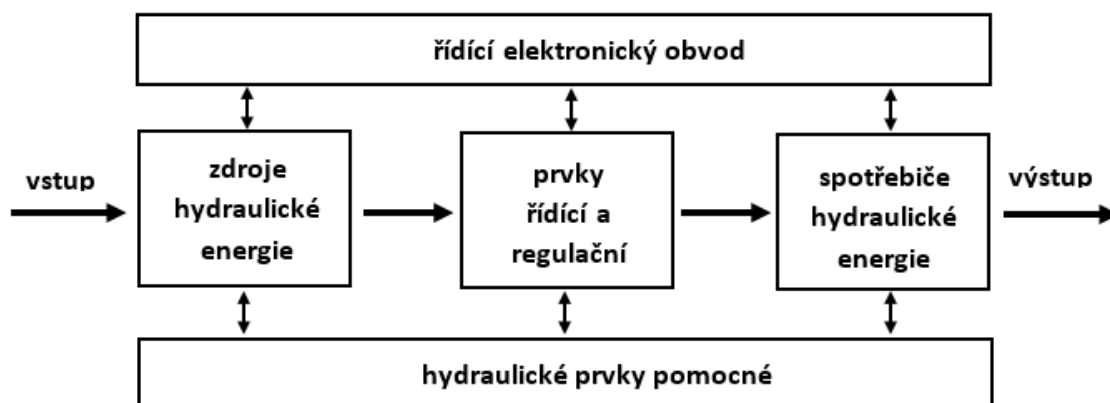 řídící elektronický obvod
vstup
zdroje
hydraulické
energie
prvky
řídící a
regulační
spotřebiče
hydraulické
energie
výstup
hydraulické prvky pomocné